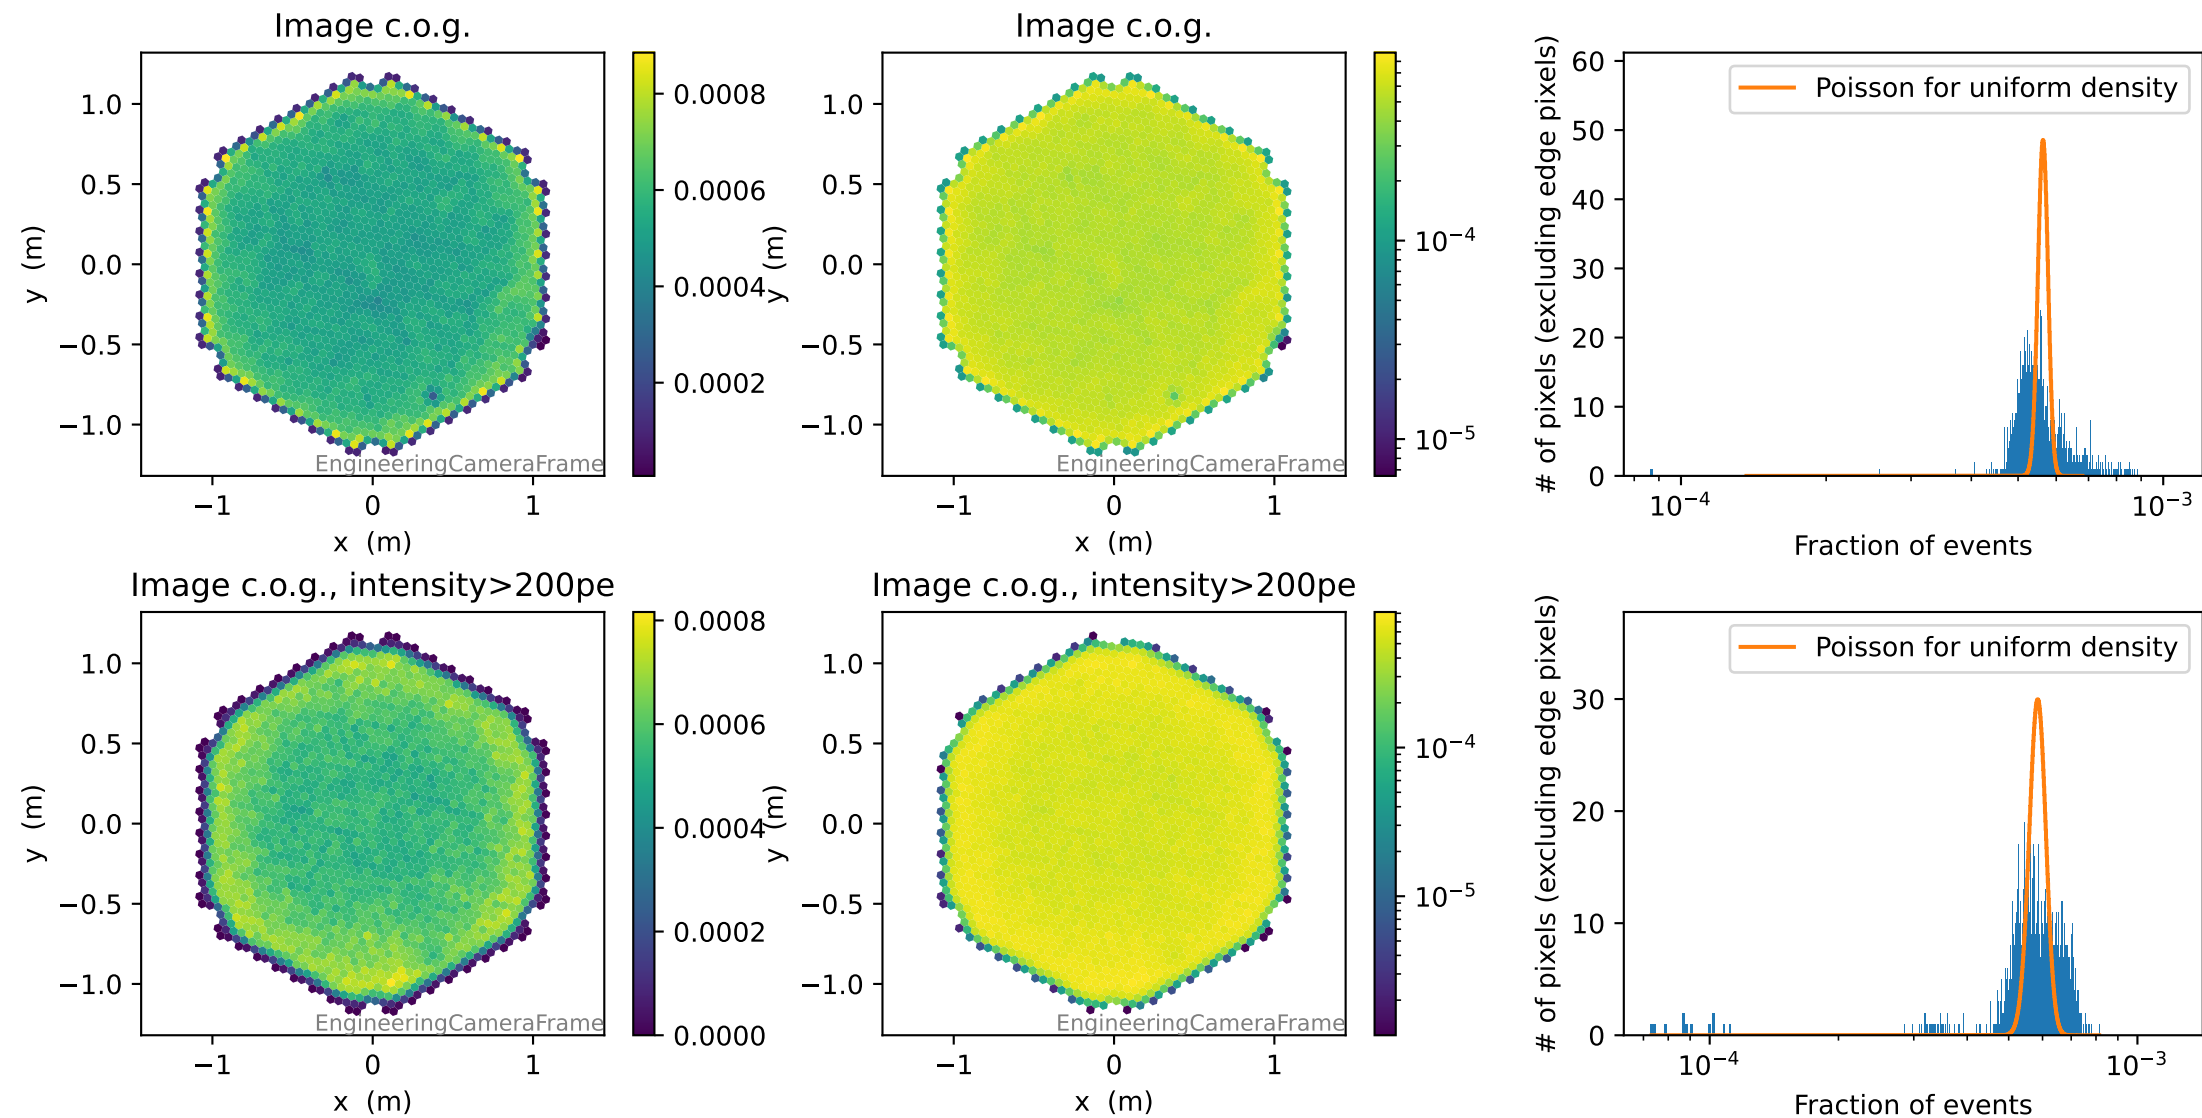 Image c.o.g.
y (m)
1.0
0.5
0.0
−0.5
−1.0
−1
0
1
x (m)
EngineeringCameraFrame
0.0008
0.0006
0.0004
0.0002
Image c.o.g.
y (m)
1.0
0.5
0.0
−0.5
−1.0
−1
0
1
x (m)
EngineeringCameraFrame
10⁻⁴
10⁻⁵
# of pixels (excluding edge pixels)
60
50
40
30
20
10
0
Poisson for uniform density
10⁻⁴
10⁻³
Fraction of events
Image c.o.g., intensity>200pe
y (m)
1.0
0.5
0.0
−0.5
−1.0
−1
0
1
x (m)
EngineeringCameraFrame
0.0008
0.0006
0.0004
0.0002
0.0000
Image c.o.g., intensity>200pe
y (m)
1.0
0.5
0.0
−0.5
−1.0
−1
0
1
x (m)
EngineeringCameraFrame
10⁻⁴
10⁻⁵
# of pixels (excluding edge pixels)
30
20
10
0
Poisson for uniform density
10⁻⁴
10⁻³
Fraction of events